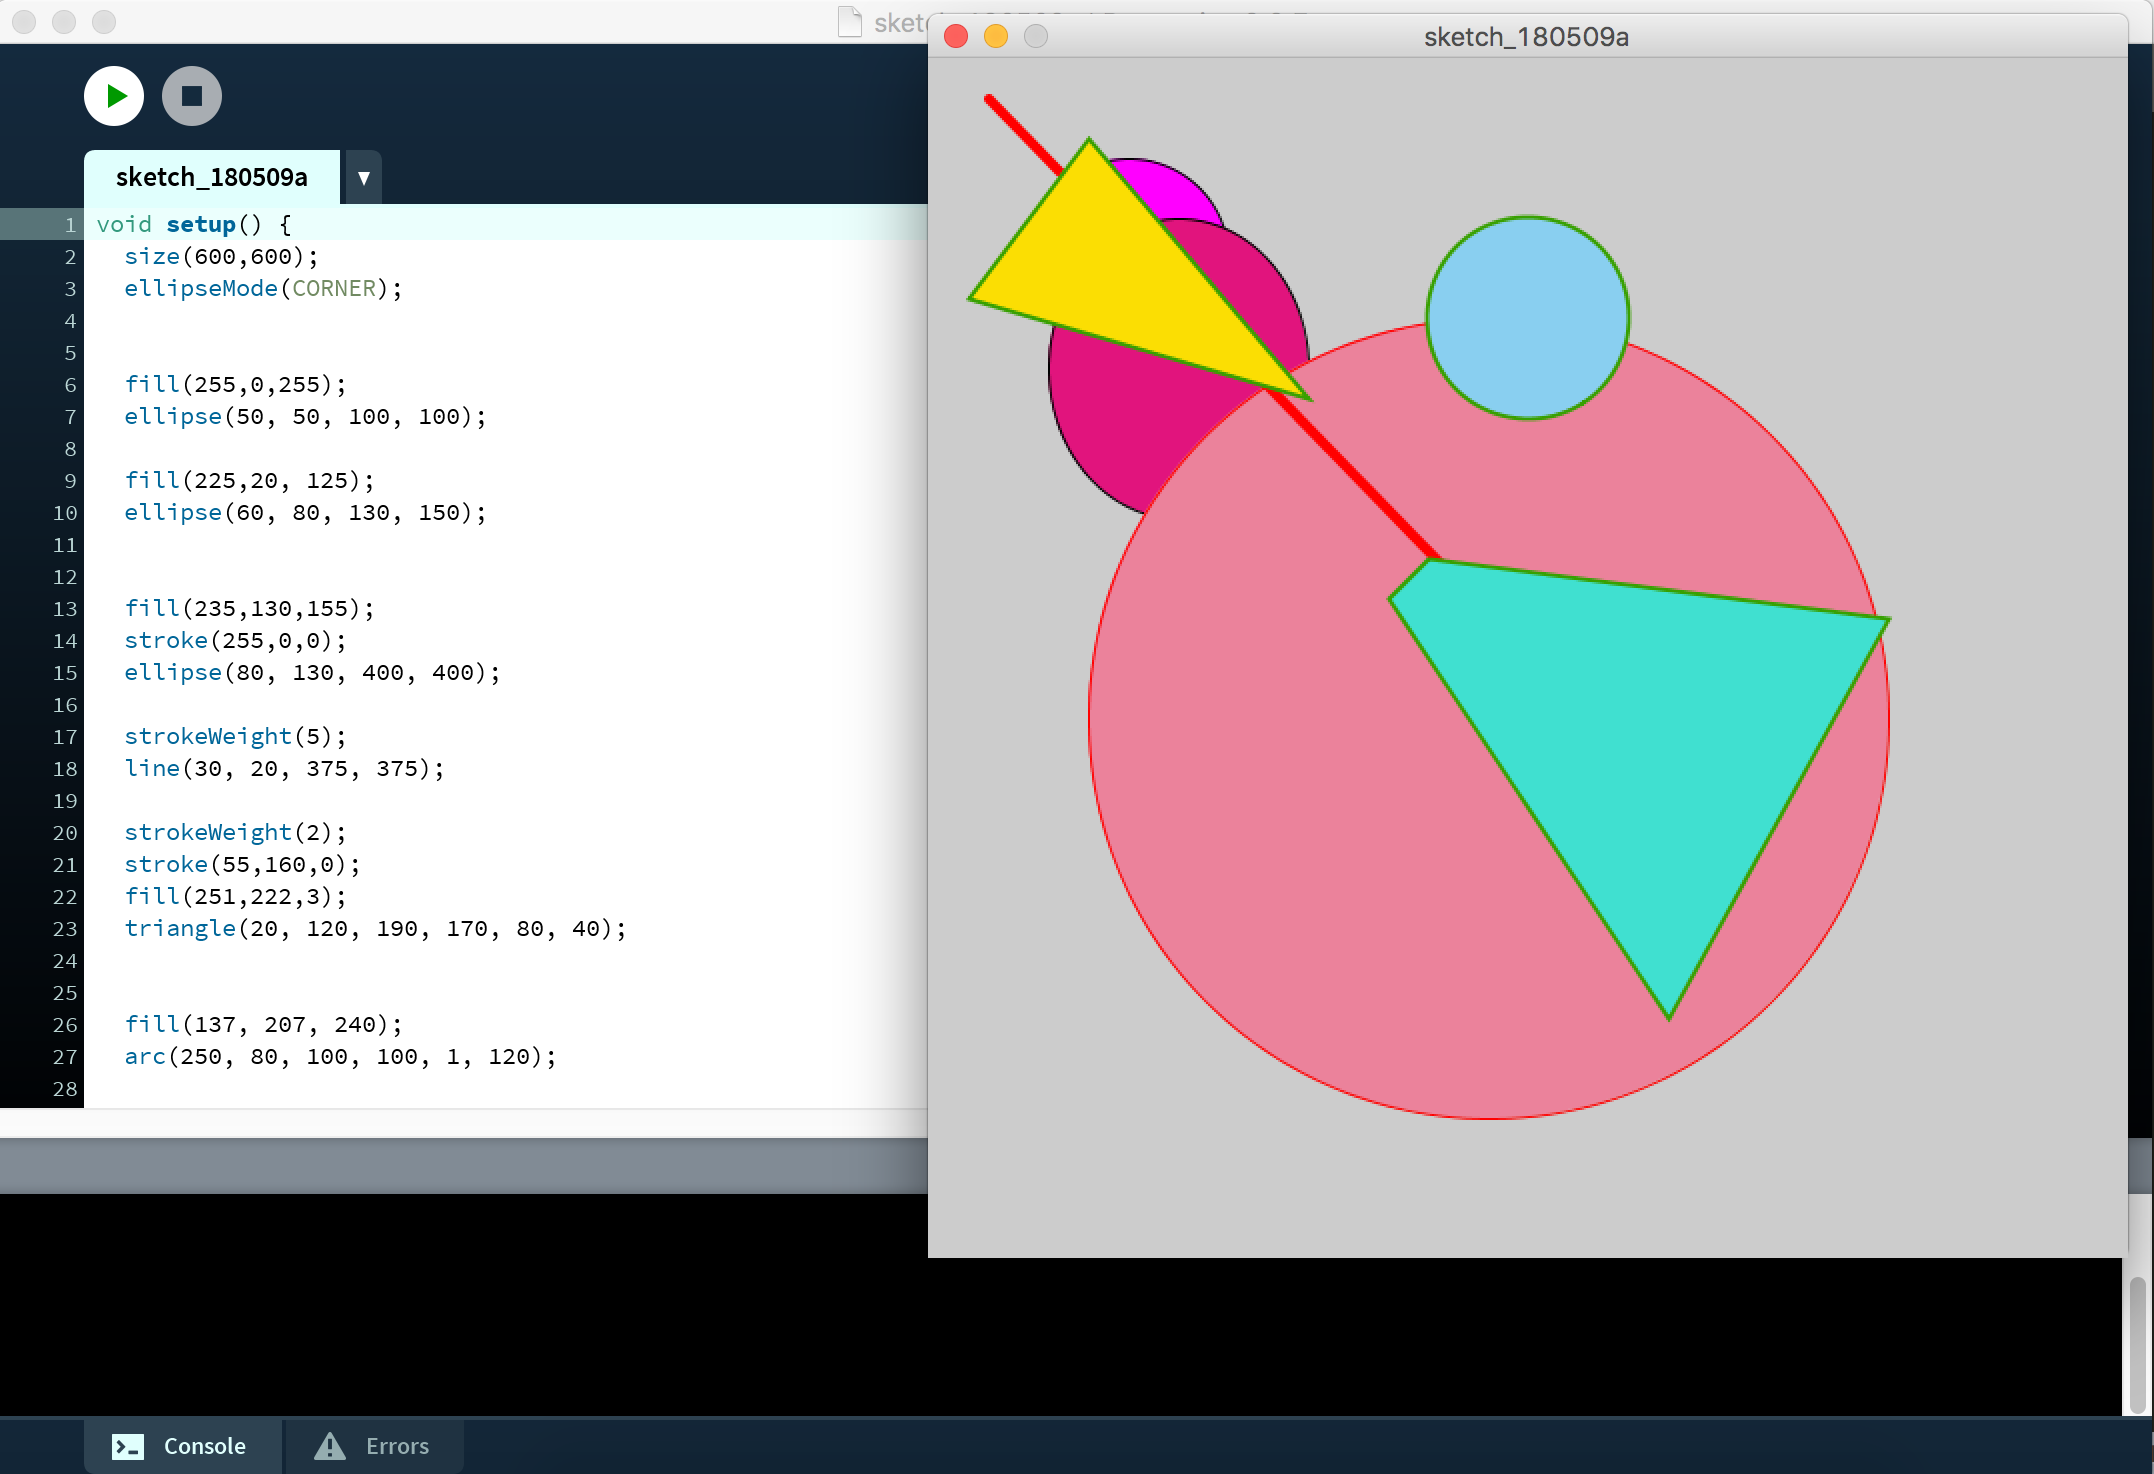 sketch_180509a
sketch_180509a
▼
1 void setup() {
2   size(600,600);
3   ellipseMode(CORNER);
4
5
6   fill(255,0,255);
7   ellipse(50, 50, 100, 100);
8
9   fill(225,20, 125);
10   ellipse(60, 80, 130, 150);
11
12
13   fill(235,130,155);
14   stroke(255,0,0);
15   ellipse(80, 130, 400, 400);
16
17   strokeWeight(5);
18   line(30, 20, 375, 375);
19
20   strokeWeight(2);
21   stroke(55,160,0);
22   fill(251,222,3);
23   triangle(20, 120, 190, 170, 80, 40);
24
25
26   fill(137, 207, 240);
27   arc(250, 80, 100, 100, 1, 120);
28
Console
Errors